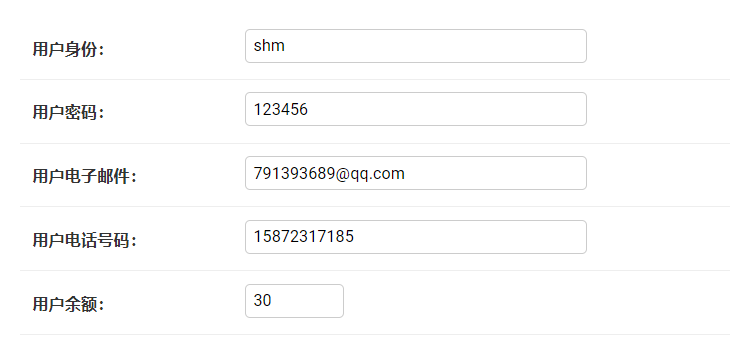 用户身份： shm
用户密码： 123456
用户电子邮件： 791393689@qq.com
用户电话号码： 15872317185
用户余额： 30